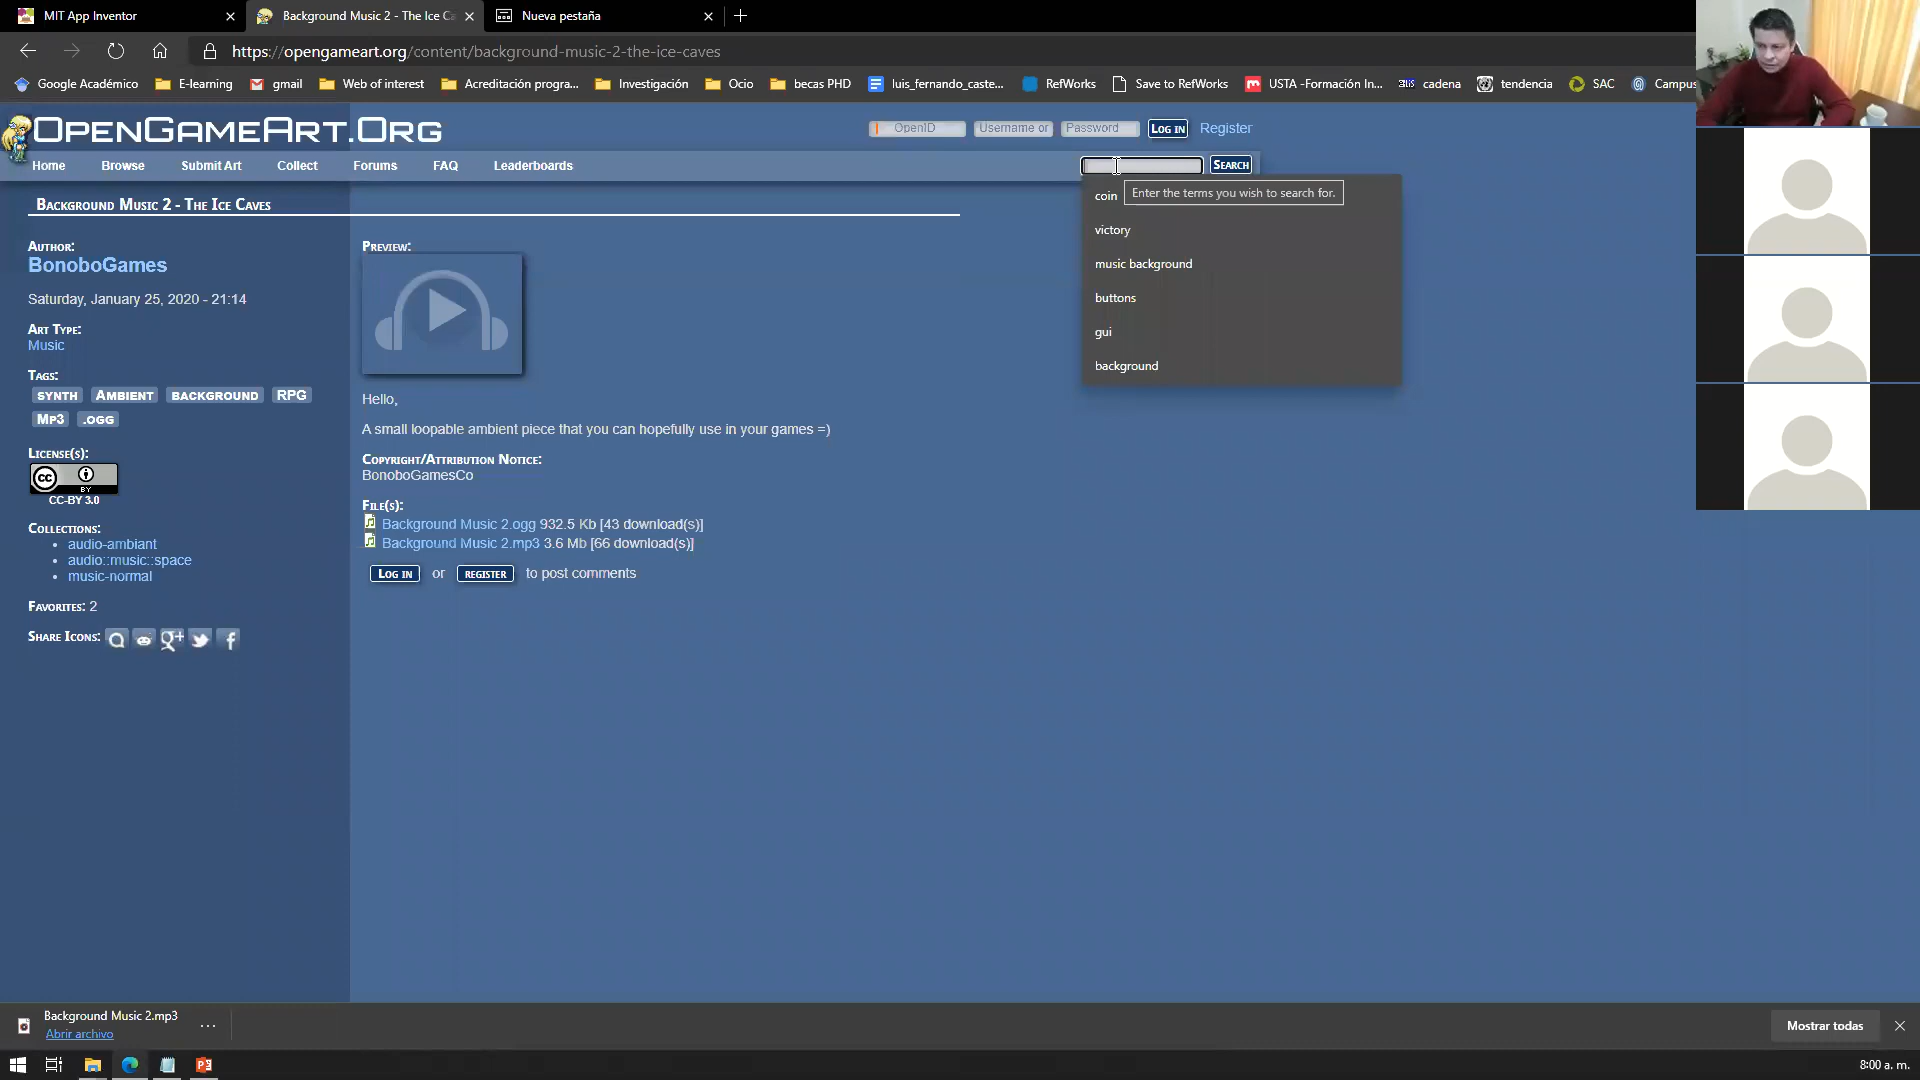 MIT App Inventor
Background Music 2 - The Ice Ca
Nueva pestaña
https://opengameart.org/content/background-music-2-the-ice-caves
Google Académico
E-learning
gmail
Web of interest
Acreditación progra...
Investigación
Ocio
becas PHD
luis_fernando_caste...
RefWorks
Save to RefWorks
USTA -Formación In...
cadena
tendencia
SAC
Campus
OpenGameArt.Org
OpenID
Username or
Password
Log in
Register
Home
Browse
Submit Art
Collect
Forums
FAQ
Leaderboards
Search
coin
Enter the terms you wish to search for.
victory
music background
buttons
gui
background
Background Music 2 - The Ice Caves
Author:
BonoboGames
Saturday, January 25, 2020 - 21:14
Art Type:
Music
Tags:
synth
Ambient
background
RPG
Mp3
.ogg
License(s):
cc
BY
CC-BY 3.0
Collections:
audio-ambiant
audio::music::space
music-normal
Favorites: 2
Share Icons:
Preview:
Hello,
A small loopable ambient piece that you can hopefully use in your games =)
Copyright/Attribution Notice:
BonoboGamesCo
File(s):
Background Music 2.ogg 932.5 Kb [43 download(s)]
Background Music 2.mp3 3.6 Mb [66 download(s)]
Log in or register to post comments
Background Music 2.mp3
Abrir archivo
Mostrar todas
8:00 a. m.